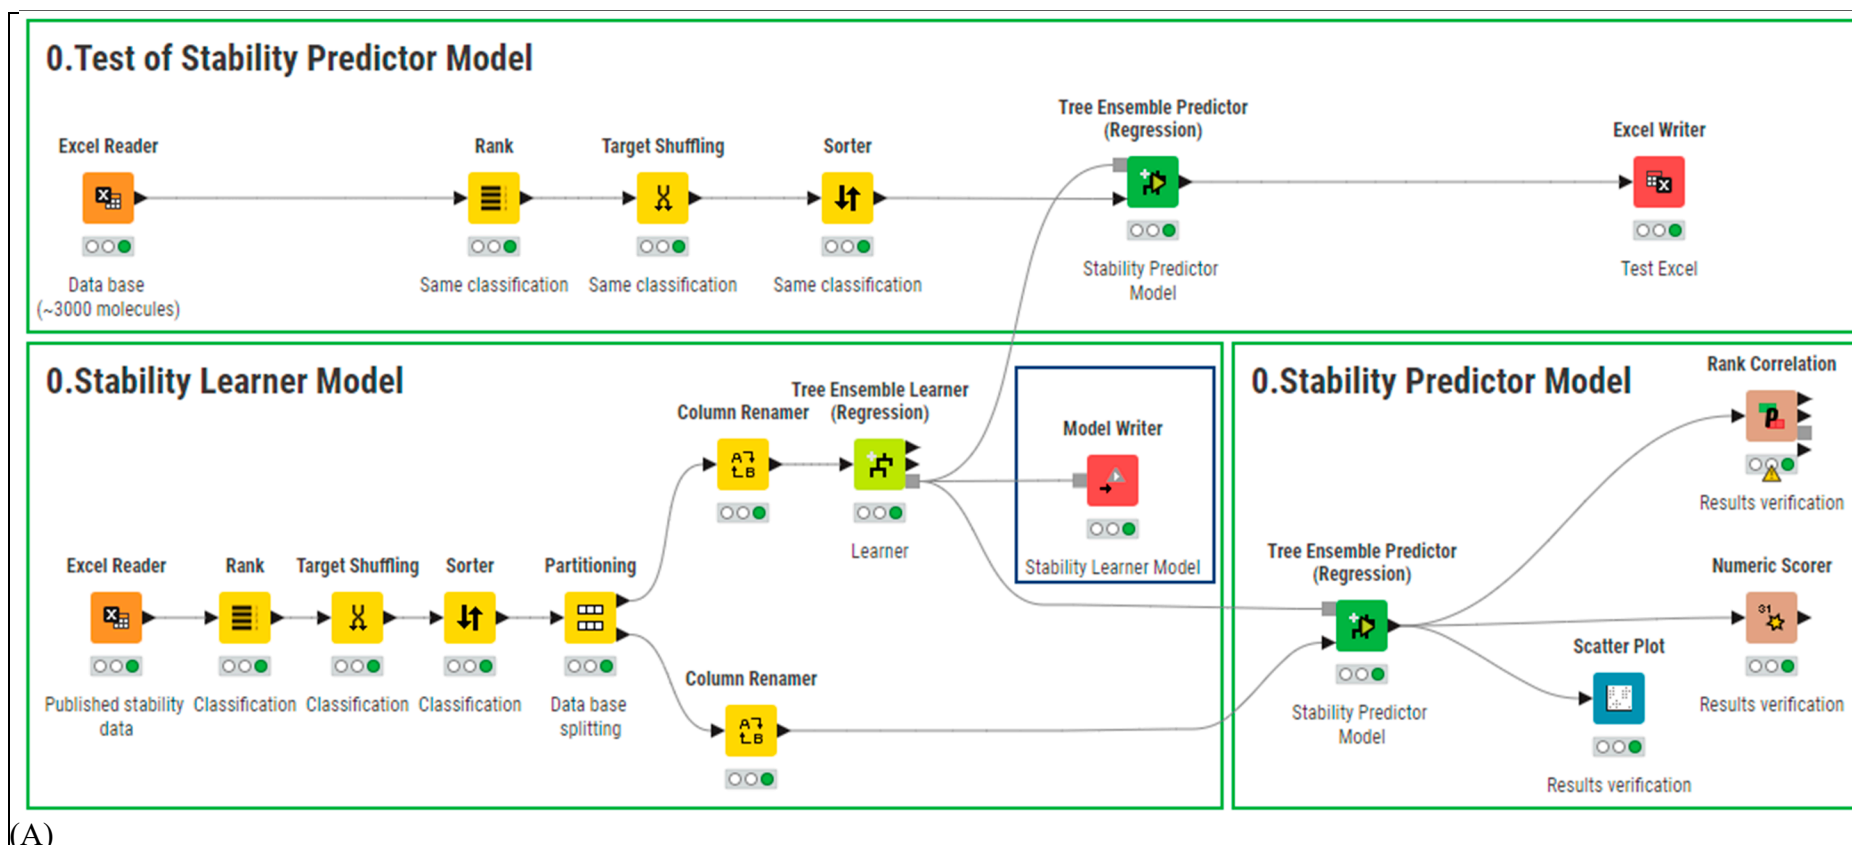 0.Test of Stability Predictor Model
Tree Ensemble Predictor
(Regression)
Excel Reader
Rank
Target Shuffling
Sorter
Excel Writer
Data base
(~3000 molecules)
Same classification
Same classification
Same classification
Stability Predictor
Model
Test Excel
0.Stability Learner Model
Tree Ensemble Learner
(Regression)
Column Renamer
A
B
Model Writer
Learner
Stability Learner Model
Excel Reader
Rank
Target Shuffling
Sorter
Partitioning
Published stability
data
Classification
Classification
Classification
Data base
splitting
Column Renamer
A
B
0.Stability Predictor Model
Rank Correlation
ρ
Results verification
Tree Ensemble Predictor
(Regression)
Stability Predictor
Model
Numeric Scorer
31
Results verification
Scatter Plot
Results verification
(A)